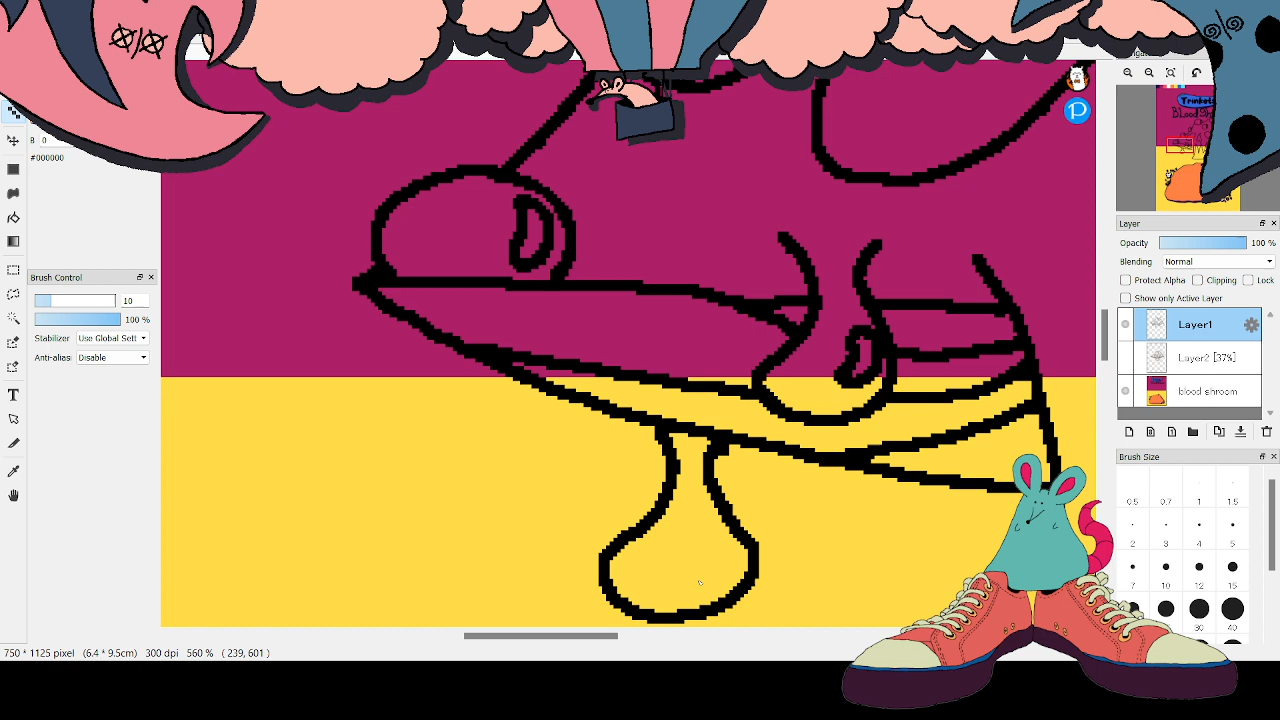 B 0
#000000
Brush Control
10
100 %
Stabilizer Use Global Sett
Anti-alias Disable
Trinket
Layer
Opacity 100 %
Blending Normal
Protect Alpha Clipping Lock
Show only Active Layer
Layer1
Layer2 [37%]
blood shroom
Brush Size
0.5 0.7 1 1.5
2 3 4 5
7 10 12 15
30 40
750 * 1125 pixel (6.4 * 9.5cm) 300 dpi 560 % ( 239, 601 )